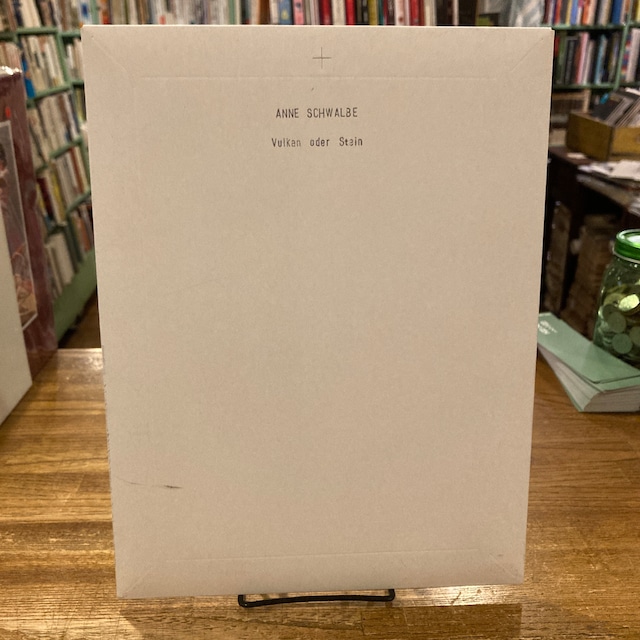 ANNE SCHWALBE
Vulkan oder Stein